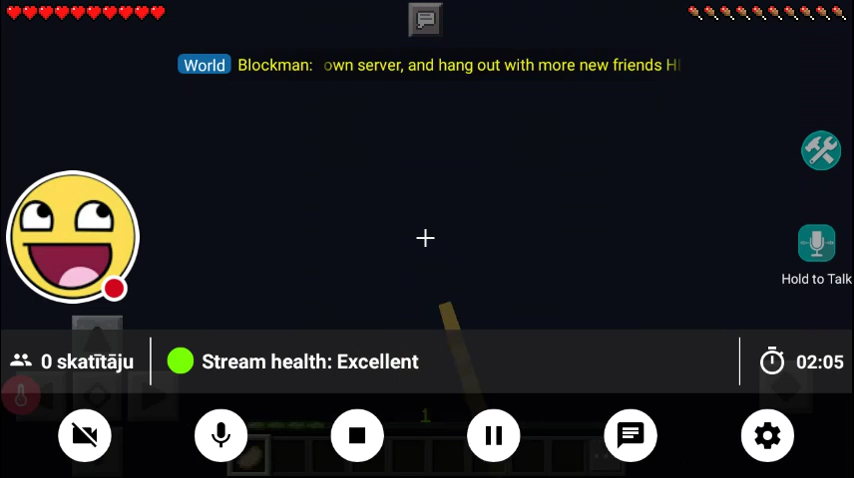 World Blockman: own server, and hang out with more new friends
Hold to Talk
0 skatītāju
Stream health: Excellent
02:05
1